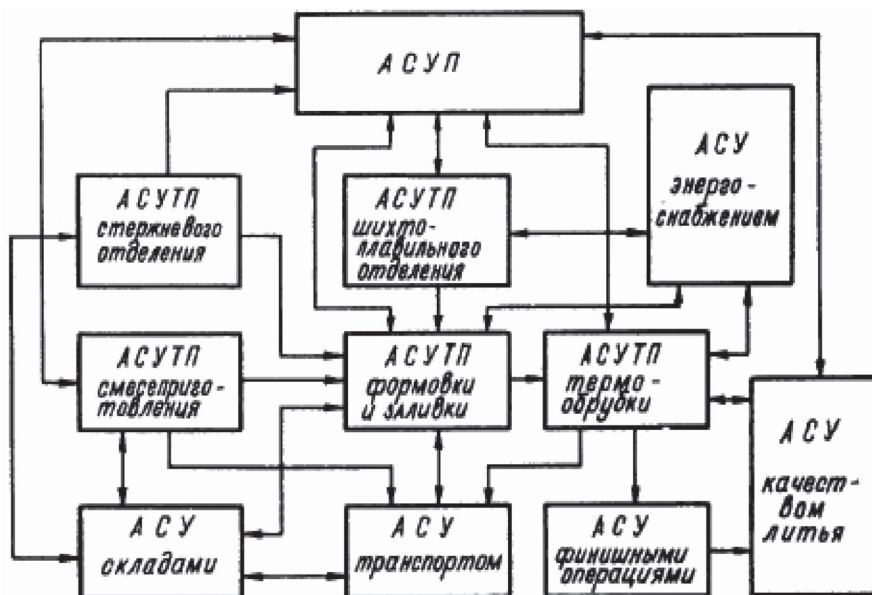 АСУП
АСУ
энерго-
снабжением
АСУТП
стержневого
отделения
АСУТП
шихто-
плавильного
отделения
АСУТП
смесеприго-
товления
АСУТП
формовки
и заливки
АСУТП
термо-
обрубки
АСУ
качест-
вом
литья
АСУ
складами
АСУ
транспортом
АСУ
финишными
операциями